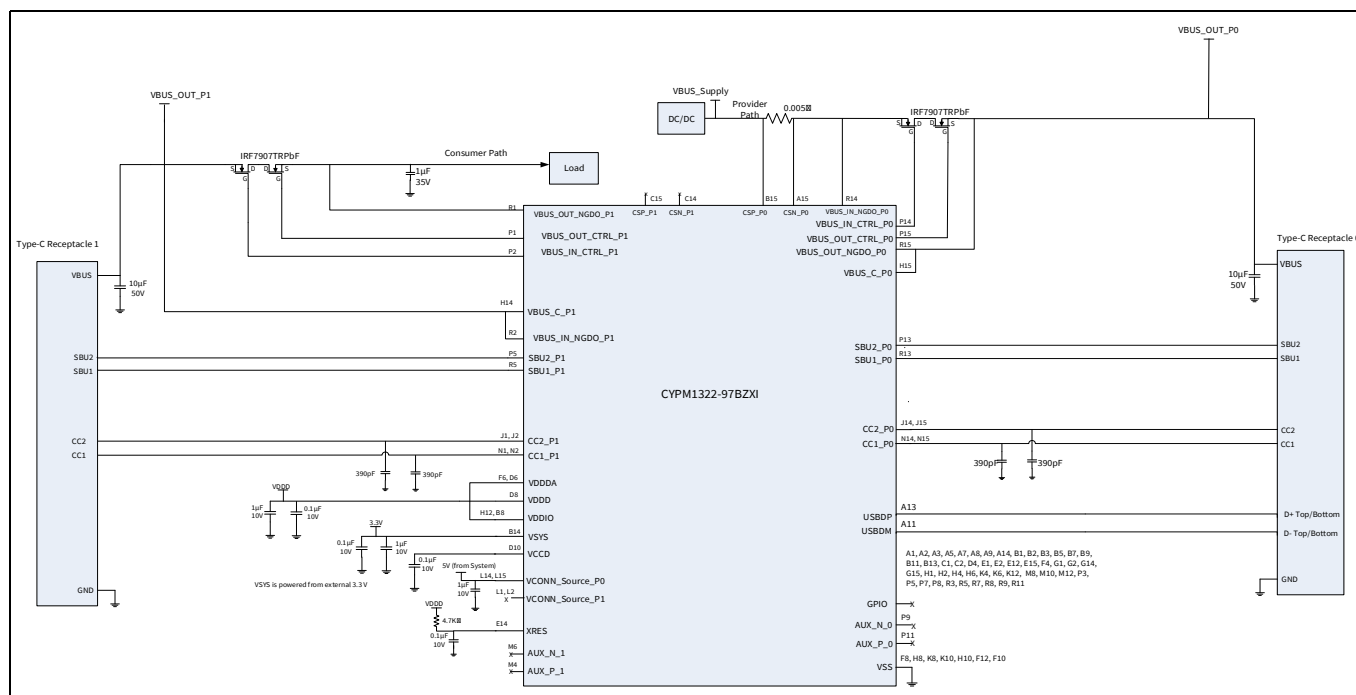 VBUS_OUT_P0
VBUS_OUT_P1
VBUS_Supply
DC/DC
Provider
Path
IRF7907TRPbF
S D D S
G G
IRF7907TRPbF
S D D S
G G
Consumer Path
1µF
35V
Load
C15
C14
B15
A15
R14
CSP_P1
CSN_P1
CSP_P0
CSN_P0
VBUS_IN_NGDO_P0
R1
VBUS_OUT_NGDO_P1
P1
VBUS_OUT_CTRL_P1
P2
VBUS_IN_CTRL_P1
VBUS_IN_CTRL_P0
P14
VBUS_OUT_CTRL_P0
P15
VBUS_OUT_NGDO_P0
R15
VBUS_C_P0
H15
Type-C Receptacle 1
VBUS
10µF
50V
Type-C Receptacle
VBUS
10µF
50V
H14
VBUS_C_P1
R2
VBUS_IN_NGDO_P1
SBU2
P5
SBU2_P1
SBU1
R5
SBU1_P1
SBU2_P0
P13
SBU2
SBU1_P0
R13
SBU1
CYPM1322-97BZXI
CC2
J1, J2
CC2_P1
CC1
N1, N2
CC1_P1
390pF
390pF
CC2_P0
J14, J15
CC2
CC1_P0
N14, N15
CC1
390pF
390pF
F6, D6
VDDDA
VDDD
D8
VDDD
1µF
10V
0.1µF
10V
H12, B8
VDDIO
3.3V
B14
VSYS
0.1µF
10V
1µF
10V
D10
VCCD
0.1µF
10V
VSYS is powered from external 3.3 V
5V (from System)
L14, L15
VCONN_Source_P0
1µF
10V
L1, L2
VCONN_Source_P1
VDDD
E14
XRES
0.1µF
10V
M6
AUX_N_1
M4
AUX_P_1
USBDP
A13
D+ Top/Bottom
USBDM
A11
D- Top/Bottom
A1, A2, A3, A5, A7, A8, A9, A14, B1, B2, B3, B5, B7, B9,
B11, B13, C1, C2, D4, E1, E2, E12, E15, F4, G1, G2, G14,
G15, H1, H2, H4, H6, K4, K6, K12, M8, M10, M12, P3,
P5, P7, P8, R3, R5, R7, R8, R9, R11
GPIO
P9
AUX_N_0
P11
AUX_P_0
F8, H8, K8, K10, H10, F12, F10
VSS
GND
GND